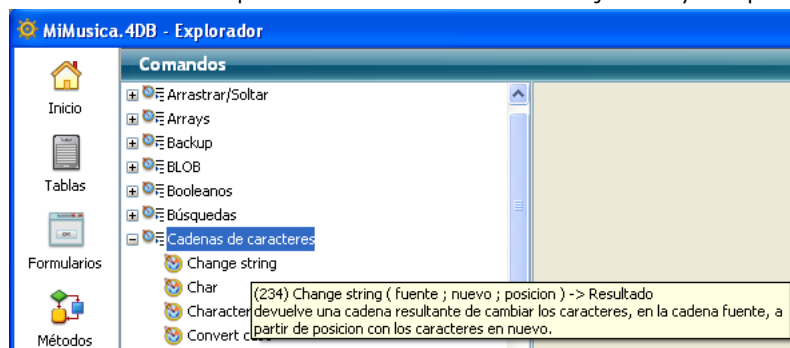 MiMusica.4DB - Explorador
Comandos
Inicio
Arrastrar/Soltar
Arrays
Backup
Tablas
BLOB
Booleanos
Búsquedas
Formularios
Cadenas de caracteres
Change string
Char
Character
Métodos
Convert
(234) Change string ( fuente ; nuevo ; posicion ) -> Resultado
devuelve una cadena resultante de cambiar los caracteres, en la cadena fuente, a
partir de posicion con los caracteres en nuevo.